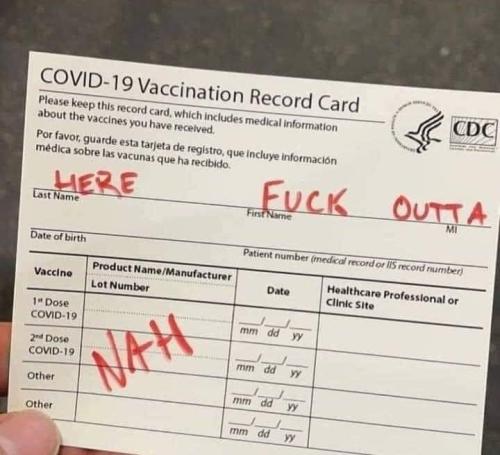 COVID-19 Vaccination Record Card
Please keep this record card, which includes medical information
about the vaccines you have received.
Por favor, guarde esta tarjeta de registro, que incluye información
médica sobre las vacunas que ha recibido.
CDC
HERE FUCK OUTTA
Last Name First Name MI
Date of birth Patient number (medical record or IIS record number)
Vaccine Product Name/Manufacturer Date Healthcare Professional or
Lot Number Clinic Site
1st Dose
COVID-19
mm dd yy
2nd Dose
COVID-19
NAH
mm dd yy
Other
mm dd yy
Other
mm dd yy